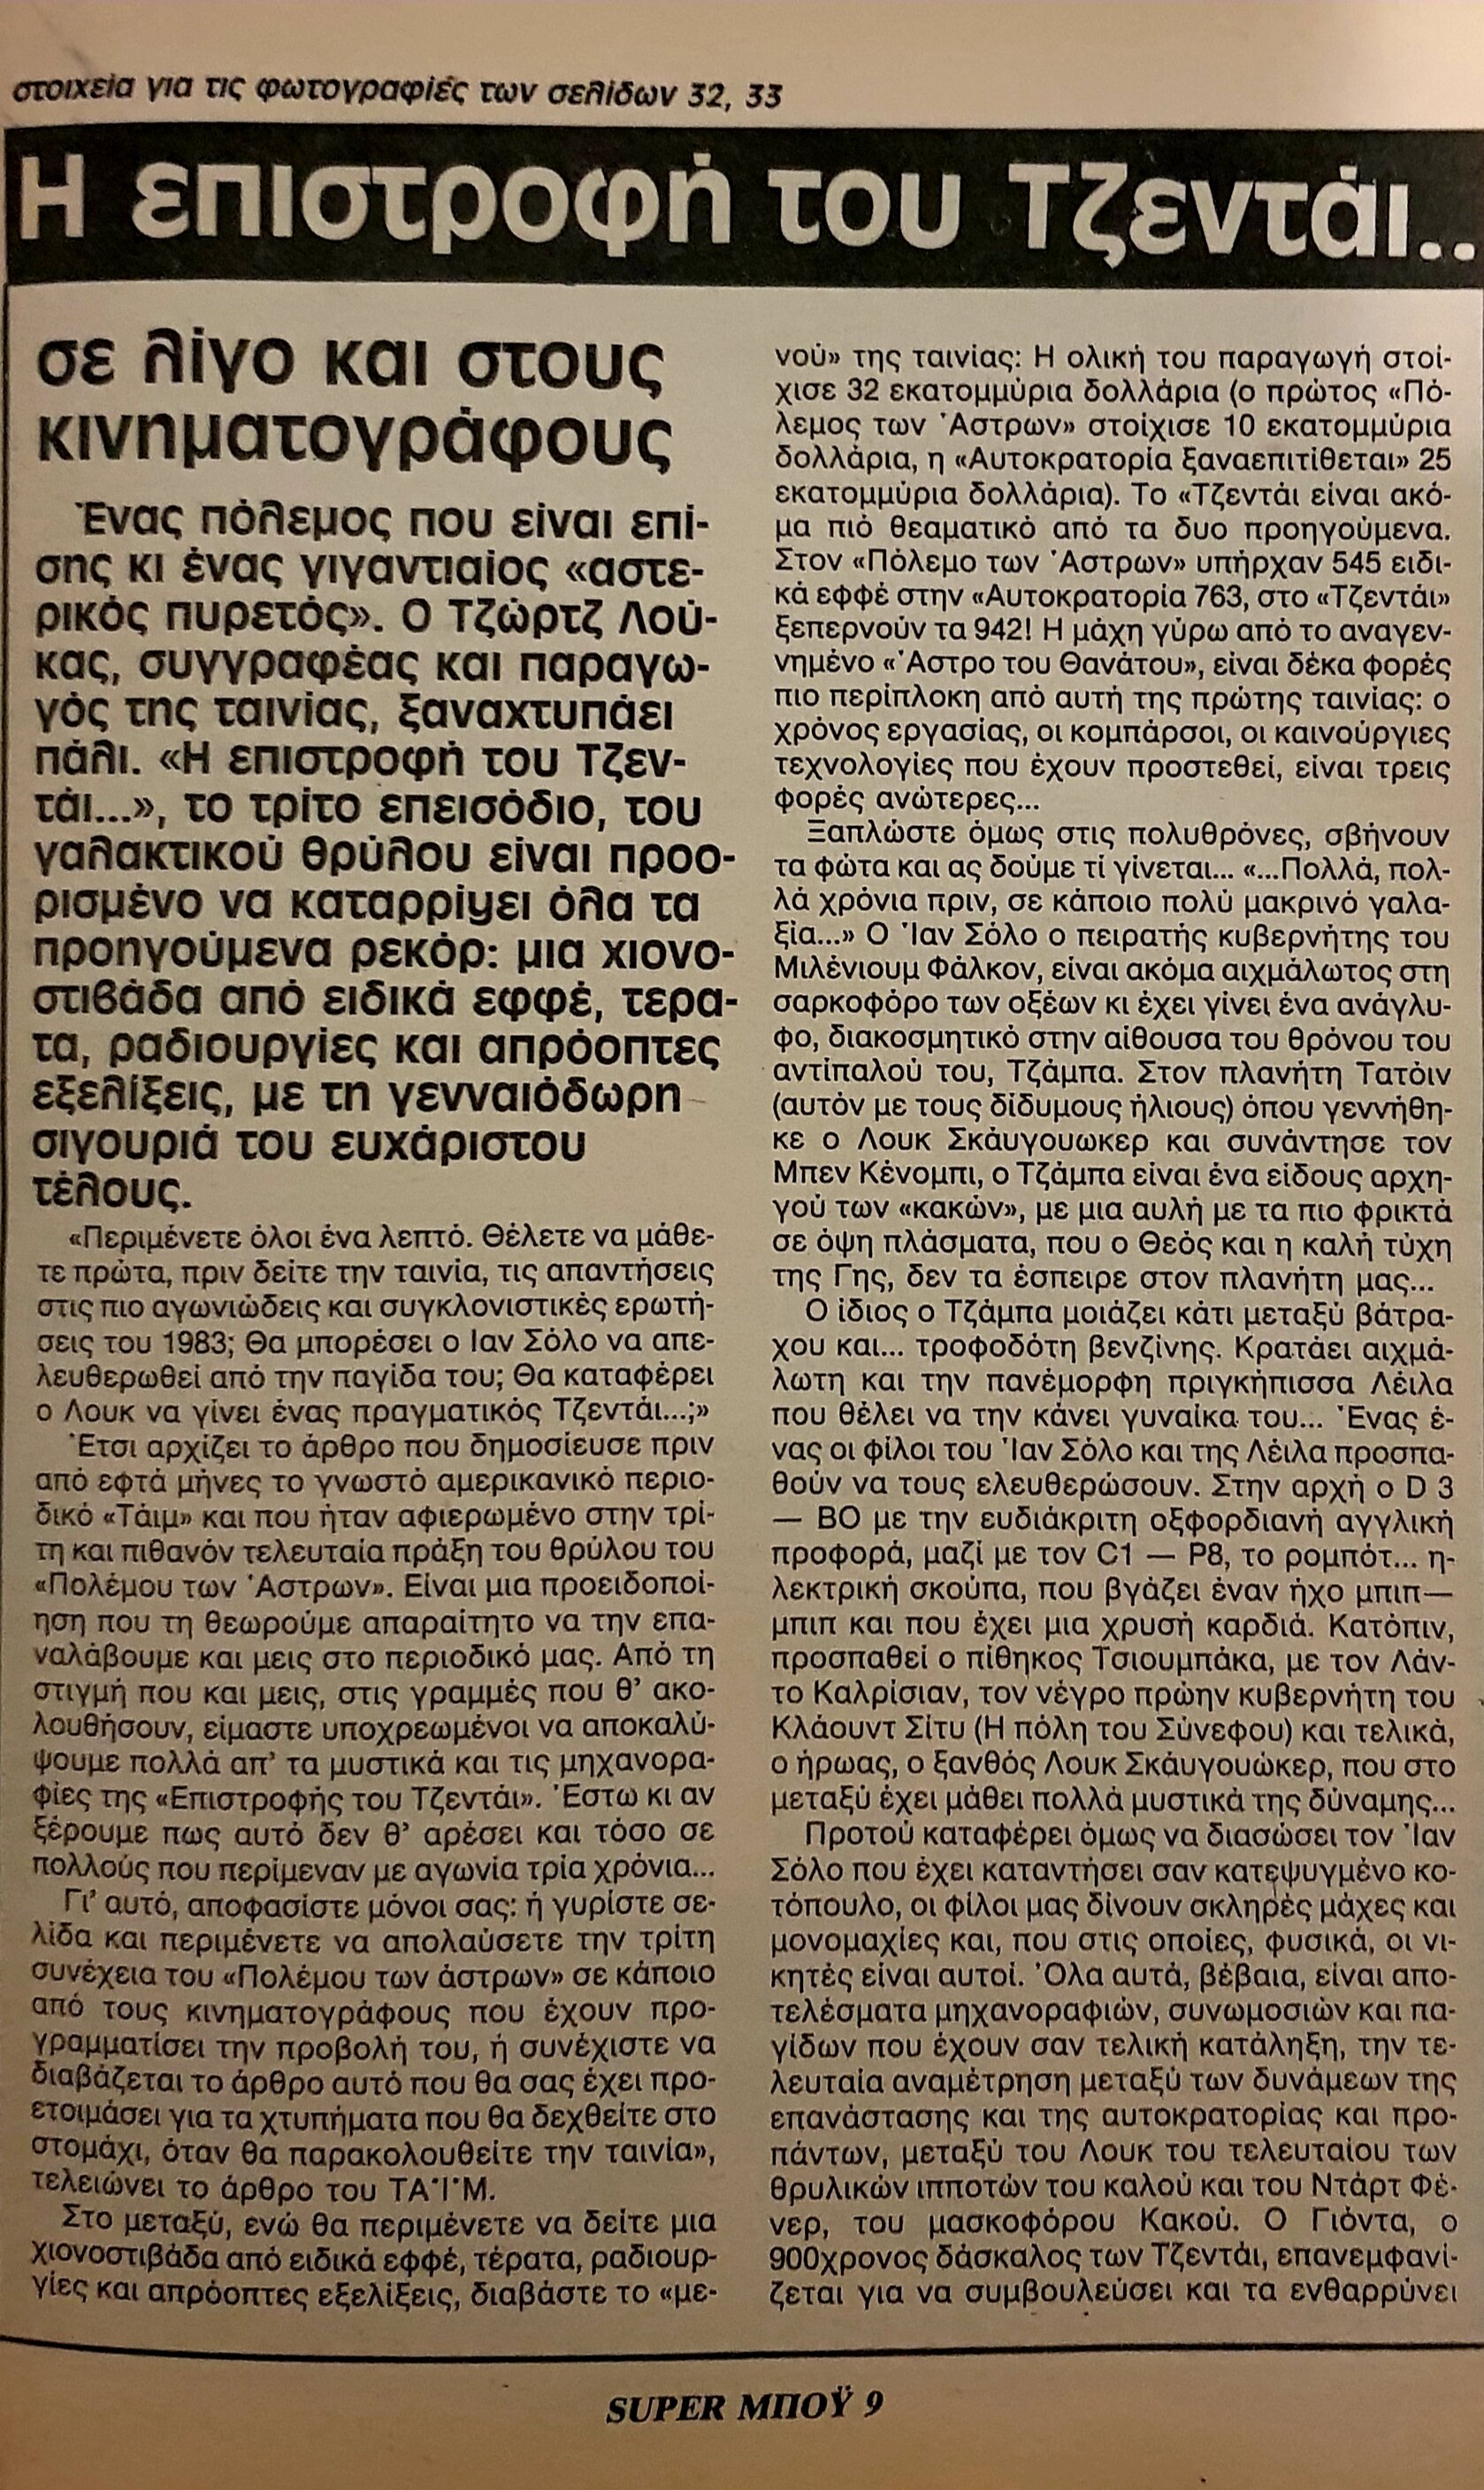 στοιχεία για τις φωτογραφίές των σελίδων 32, 33
Η επιστροφή του Τζεντάι..
σε λίγο και στους
κινηματογράφους
Ένας πόλεμος που είναι επί-
σης κι ένας γιγαντιαίος «αστε-
ρικός πυρετός». Ο Τζώρτζ Λού-
κας, συγγραφέας και παραγω-
γός της ταινίας, ξαναχτυπάει
πάλι. «Η επιστροφή του Τζεν-
τάι...», το τρίτο επεισόδιο, του
γαλακτικού θρύλου είναι προο-
ρισμένο να καταρρίψει όλα τα
προηγούμενα ρεκόρ: μια χιονο-
στιβάδα από ειδικά εφφέ, τερα-
τα, ραδιουργίες και απρόοπτες
εξελίξεις, με τη γενναιόδωρη
σιγουριά του ευχάριστου
τέλους.
«Περιμένετε όλοι ένα λεπτό. Θέλετε να μάθε-
τε πρώτα, πριν δείτε την ταινία, τις απαντήσεις
στις πιο αγωνιώδεις και συγκλονιστικές ερωτή-
σεις του 1983; Θα μπορέσει ο Ιαν Σόλο να απε-
λευθερωθεί από την παγίδα του; Θα καταφέρει
ο Λουκ να γίνει ένας πραγματικός Τζεντάι...;»
Έτσι αρχίζει το άρθρο που δημοσίευσε πριν
από εφτά μήνες το γνωστό αμερικανικό περιο-
δικό «Τάιμ» και που ήταν αφιερωμένο στην τρί-
τη και πιθανόν τελευταία πράξη του θρύλου του
«Πολέμου των Άστρων». Είναι μια προειδοποί-
ηση που τη θεωρούμε απαραίτητο να την επα-
ναλάβουμε και μεις στο περιοδικό μας. Από τη
στιγμή που και μεις, στις γραμμές που θ' ακο-
λουθήσουν, είμαστε υποχρεωμένοι να αποκαλύ-
ψουμε πολλά απ' τα μυστικά και τις μηχανορα-
φίες της «Επιστροφής του Τζεντάι». Έστω κι αν
ξέρουμε πως αυτό δεν θ' αρέσει και τόσο σε
πολλούς που περίμεναν με αγωνία τρία χρόνια...
Γι' αυτό, αποφασίστε μόνοι σας: ή γυρίστε σε-
λίδα και περιμένετε να απολαύσετε την τρίτη
συνέχεια του «Πολέμου των άστρων» σε κάποιο
από τους κινηματογράφους που έχουν προ-
γραμματίσει την προβολή του, ή συνέχιστε να
διαβάζεται το άρθρο αυτό που θα σας έχει προ-
ετοιμάσει για τα χτυπήματα που θα δεχθείτε στο
στομάχι, όταν θα παρακολουθείτε την ταινία»,
τελειώνει το άρθρο του ΤΑ·Ι·Μ.
Στο μεταξύ, ενώ θα περιμένετε να δείτε μια
χιονοστιβάδα από ειδικά εφφέ, τέρατα, ραδιουρ-
γίες και απρόοπτες εξελίξεις, διαβάστε το «με-
νού» της ταινίας: Η ολική του παραγωγή στοί-
χισε 32 εκατομμύρια δολλάρια (ο πρώτος «Πό-
λεμος των Άστρων» στοίχισε 10 εκατομμύρια
δολλάρια, η «Αυτοκρατορία ξαναεπιτίθεται» 25
εκατομμύρια δολλάρια). Το «Τζεντάι είναι ακό-
μα πιό θεαματικό από τα δυο προηγούμενα.
Στον «Πόλεμο των Άστρων» υπήρχαν 545 ειδι-
κά εφφέ στην «Αυτοκρατορία 763, στο «Τζεντάι»
ξεπερνούν τα 942! Η μάχη γύρω από το αναγεν-
νημένο «Άστρο του Θανάτου», είναι δέκα φορές
πιο περίπλοκη από αυτή της πρώτης ταινίας: ο
χρόνος εργασίας, οι κομπάρσοι, οι καινούργιες
τεχνολογίες που έχουν προστεθεί, είναι τρεις
φορές ανώτερες...
Ξαπλώστε όμως στις πολυθρόνες, σβήνουν
τα φώτα και ας δούμε τί γίνεται... «...Πολλά, πολ-
λά χρόνια πριν, σε κάποιο πολύ μακρινό γαλα-
ξία...» Ο Ίαν Σόλο ο πειρατής κυβερνήτης του
Μιλένιουμ Φάλκον, είναι ακόμα αιχμάλωτος στη
σαρκοφόρο των οξέων κι έχει γίνει ένα ανάγλυ-
φο, διακοσμητικό στην αίθουσα του θρόνου του
αντίπαλού του, Τζάμπα. Στον πλανήτη Τατόιν
(αυτόν με τους δίδυμους ήλιους) όπου γεννήθη-
κε ο Λουκ Σκάυγουωκερ και συνάντησε τον
Μπεν Κένομπι, ο Τζάμπα είναι ένα είδους αρχη-
γού των «κακών», με μια αυλή με τα πιο φρικτά
σε όψη πλάσματα, που ο Θεός και η καλή τύχη
της Γης, δεν τα έσπειρε στον πλανήτη μας...
Ο ίδιος ο Τζάμπα μοιάζει κάτι μεταξύ βάτρα-
χου και... τροφοδότη βενζίνης. Κρατάει αιχμά-
λωτη και την πανέμορφη πριγκήπισσα Λέιλα
που θέλει να την κάνει γυναίκα του... Ένας έ-
νας οι φίλοι του Ίαν Σόλο και της Λέιλα προσπα-
θούν να τους ελευθερώσουν. Στην αρχή ο D 3
— ΒΟ με την ευδιάκριτη οξφορδιανή αγγλική
προφορά, μαζί με τον C1 — P8, το ρομπότ... η-
λεκτρική σκούπα, που βγάζει έναν ήχο μπιπ—
μπιπ και που έχει μια χρυσή καρδιά. Κατόπιν,
προσπαθεί ο πίθηκος Τσιουμπάκα, με τον Λάν-
το Καλρίσιαν, τον νέγρο πρώην κυβερνήτη του
Κλάουντ Σίτυ (Η πόλη του Σύνεφου) και τελικά,
ο ήρωας, ο ξανθός Λουκ Σκάυγουώκερ, που στο
μεταξύ έχει μάθει πολλά μυστικά της δύναμης...
Προτού καταφέρει όμως να διασώσει τον Ίαν
Σόλο που έχει καταντήσει σαν κατεψυγμένο κο-
τόπουλο, οι φίλοι μας δίνουν σκληρές μάχες και
μονομαχίες και, που στις οποίες, φυσικά, οι νι-
κητές είναι αυτοί. Όλα αυτά, βέβαια, είναι απο-
τελέσματα μηχανοραφιών, συνωμοσιών και πα-
γίδων που έχουν σαν τελική κατάληξη, την τε-
λευταία αναμέτρηση μεταξύ των δυνάμεων της
επανάστασης και της αυτοκρατορίας και προ-
πάντων, μεταξύ του Λουκ του τελευταίου των
θρυλικών ιπποτών του καλού και του Ντάρτ Φέ-
νερ, του μασκοφόρου Κακού. Ο Γιόντα, ο
900χρονος δάσκαλος των Τζεντάι, επανεμφανί-
ζεται για να συμβουλεύσει και τα ενθαρρύνει
SUPER ΜΠΟΫ 9